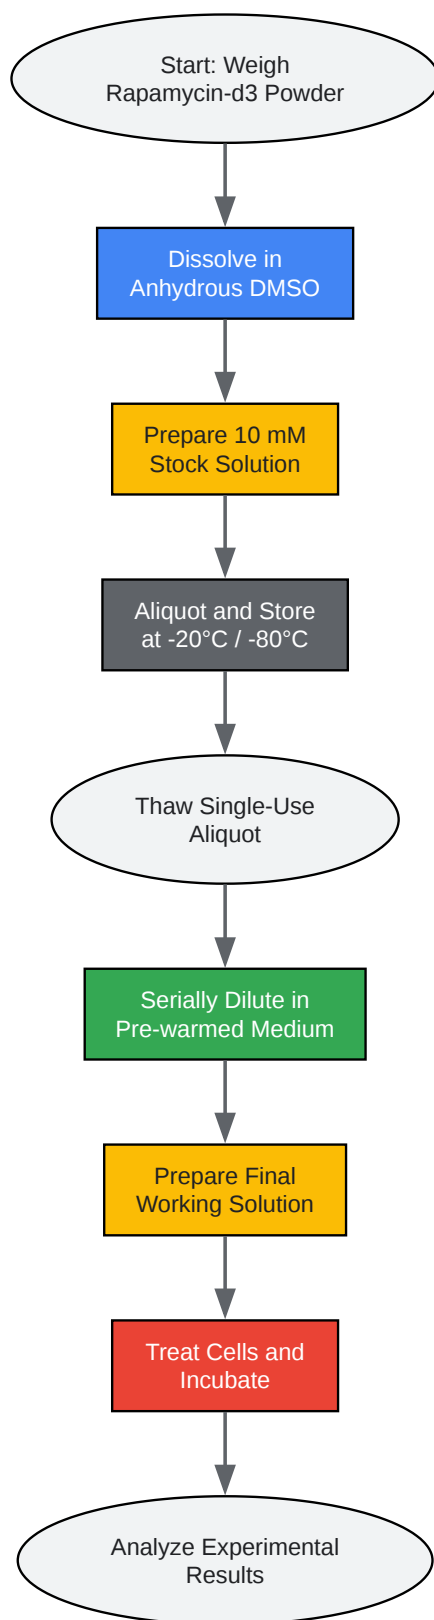 Start: Weigh
Rapamycin-d3 Powder
Dissolve in
Anhydrous DMSO
Prepare 10 mM
Stock Solution
Aliquot and Store
at -20°C / -80°C
Thaw Single-Use
Aliquot
Serially Dilute in
Pre-warmed Medium
Prepare Final
Working Solution
Treat Cells and
Incubate
Analyze Experimental
Results